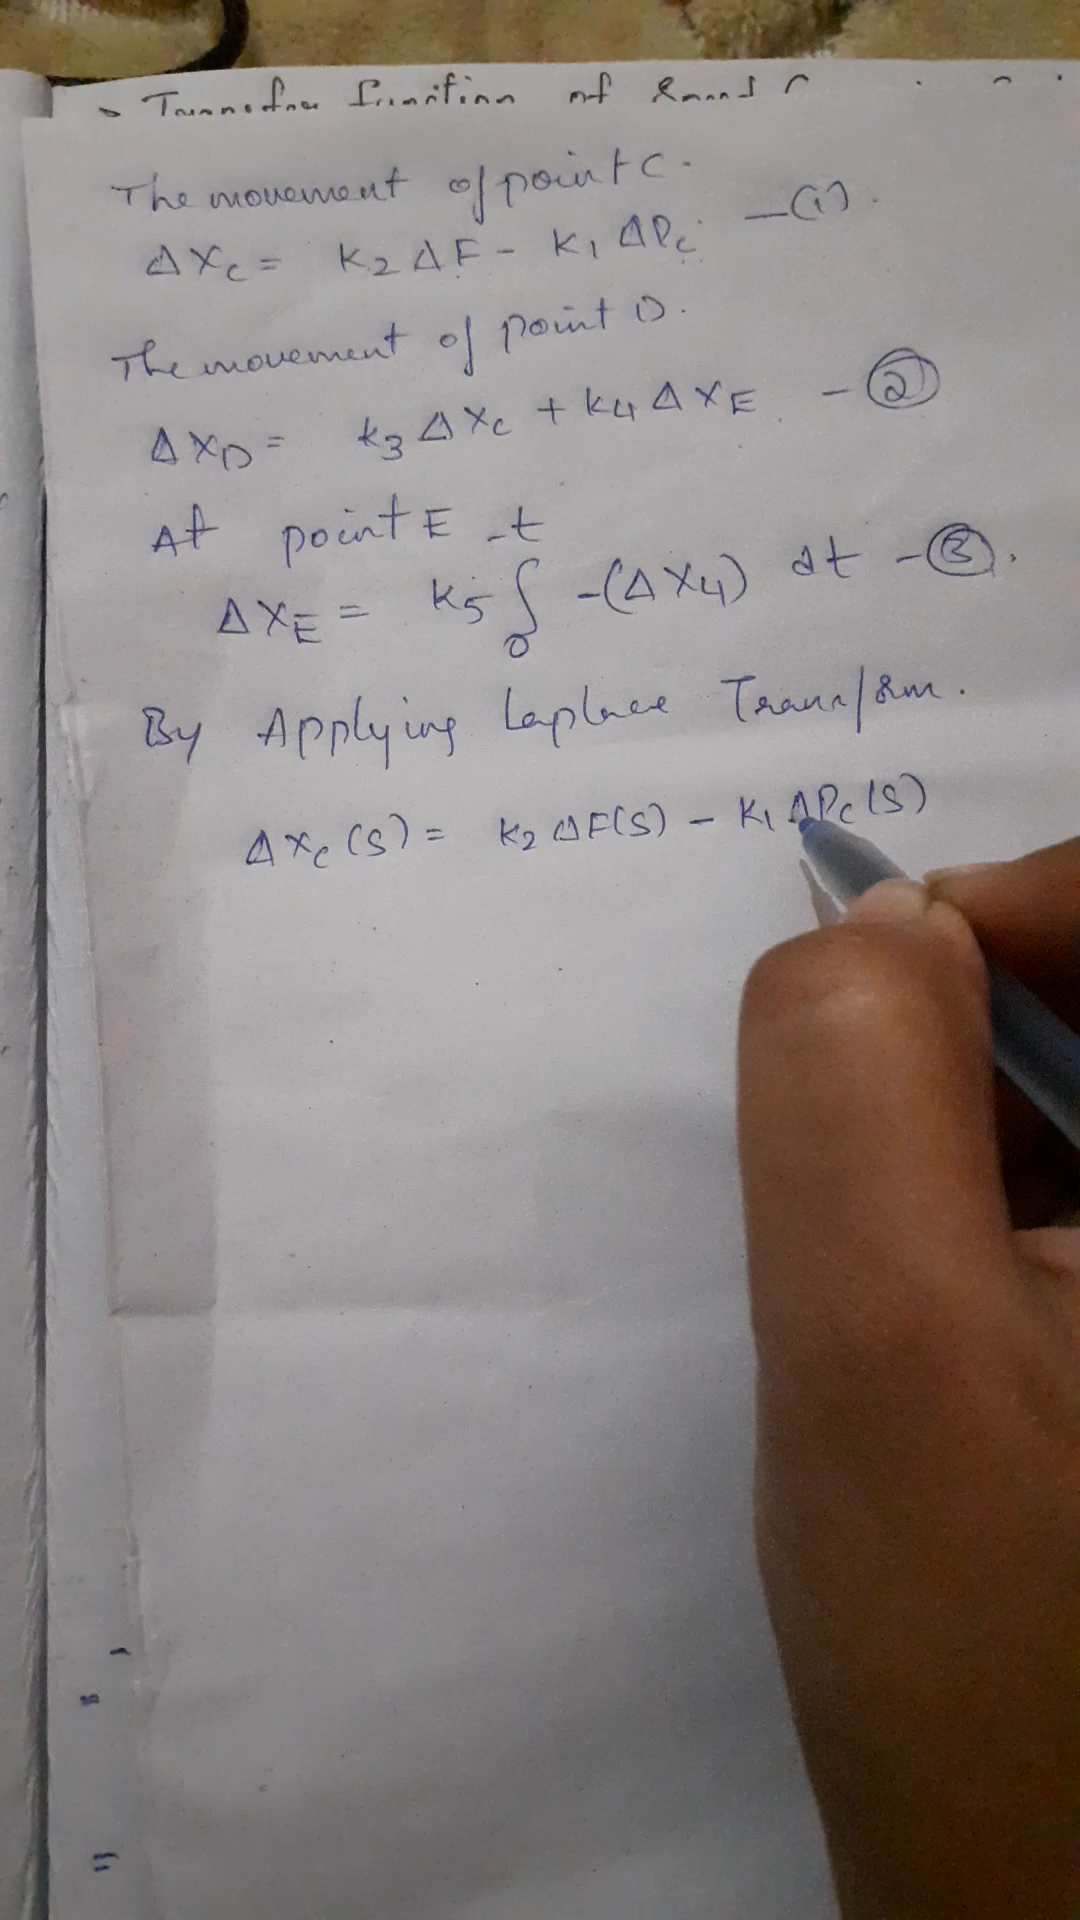 The movement of point C.
ΔXc = K2 ΔF - K1 ΔPc - (1).
The movement of point D.
ΔXD = k3 ΔXc + K4 ΔXE - (2)
At point E t
ΔXE = K5 ∫ -(ΔX4) dt - (3).
0
By Applying Laplace Transform.
ΔXc (S) = K2 ΔF(S) - K1 ΔPc (S)